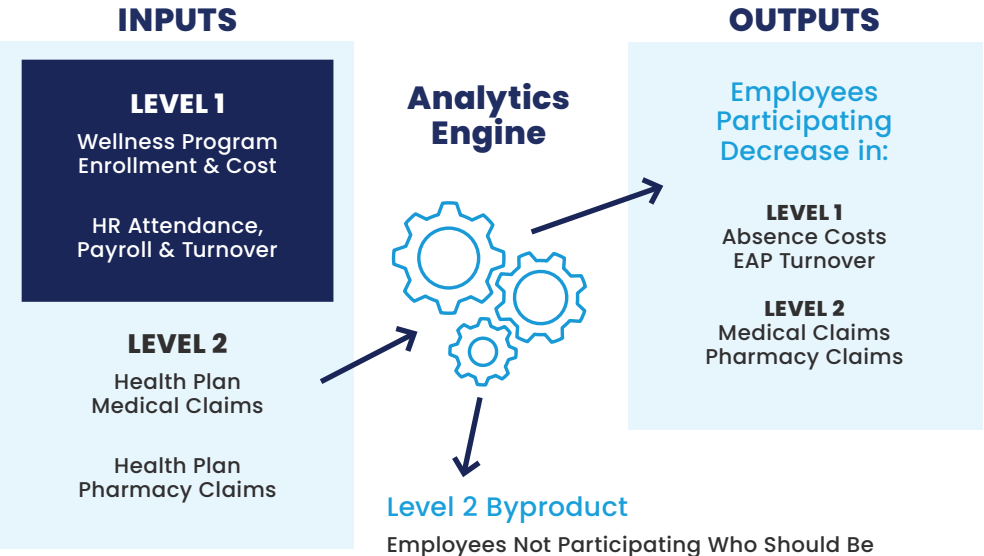 INPUTS
LEVEL 1
Wellness Program
Enrollment & Cost
HR Attendance,
Payroll & Turnover
LEVEL 2
Health Plan
Medical Claims
Health Plan
Pharmacy Claims
Analytics
Engine
Level 2 Byproduct
Employees Not Participating Who Should Be
OUTPUTS
Employees
Participating
Decrease in:
LEVEL 1
Absence Costs
EAP Turnover
LEVEL 2
Medical Claims
Pharmacy Claims